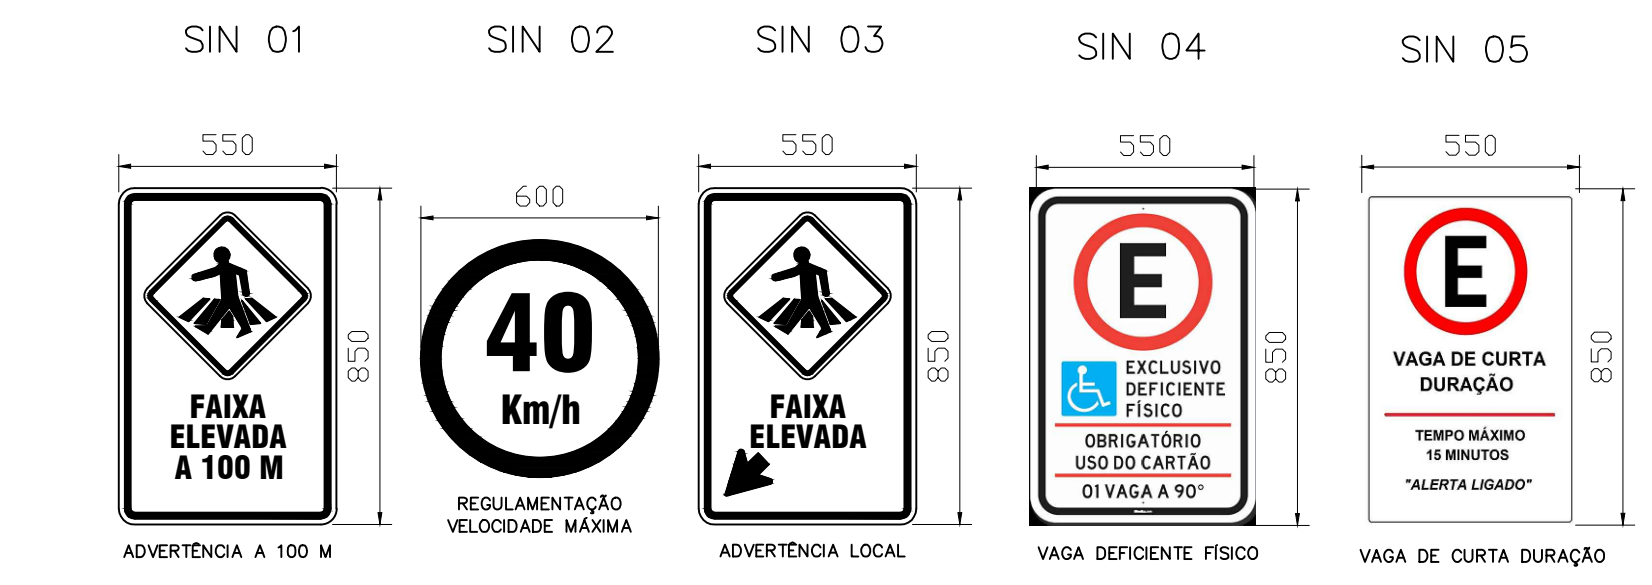 SIN 01
SIN 02
SIN 03
SIN 04
SIN 05
550
600
550
550
550
FAIXA
ELEVADA
A 100 M
850
ADVERTÊNCIA A 100 M
40
Km/h
REGULAMENTAÇÃO
VELOCIDADE MÁXIMA
FAIXA
ELEVADA
850
ADVERTÊNCIA LOCAL
E
EXCLUSIVO
DEFICIENTE
FÍSICO
OBRIGATÓRIO
USO DO CARTÃO
01 VAGA A 90°
850
VAGA DEFICIENTE FÍSICO
E
VAGA DE CURTA
DURAÇÃO
TEMPO MÁXIMO
15 MINUTOS
"ALERTA LIGADO"
850
VAGA DE CURTA DURAÇÃO